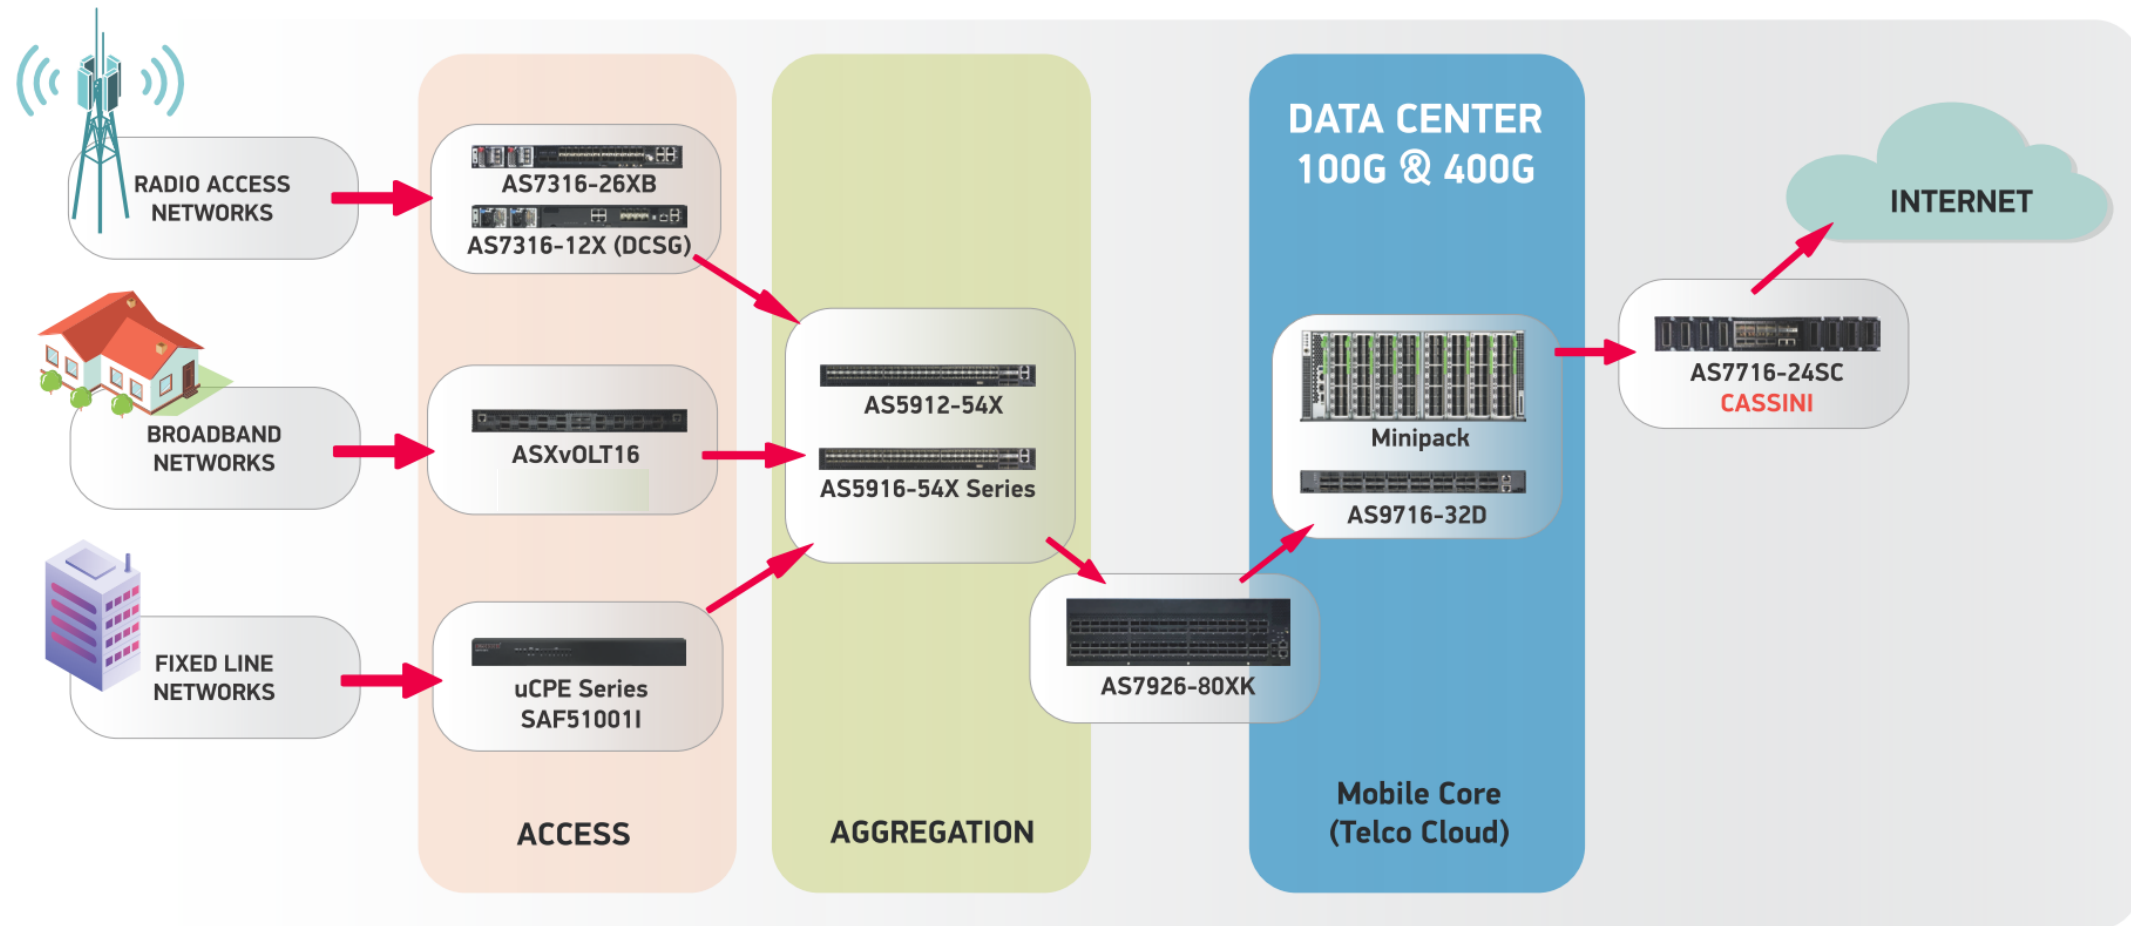 RADIO ACCESS
NETWORKS
BROADBAND
NETWORKS
FIXED LINE
NETWORKS
AS7316-26XB
AS7316-12X (DCSG)
ASXvOLT16
uCPE Series
SAF51001I
ACCESS
AS5912-54X
AS5916-54X Series
AGGREGATION
AS7926-80XK
DATA CENTER
100G & 400G
Minipack
AS9716-32D
Mobile Core
(Telco Cloud)
AS7716-24SC
CASSINI
INTERNET